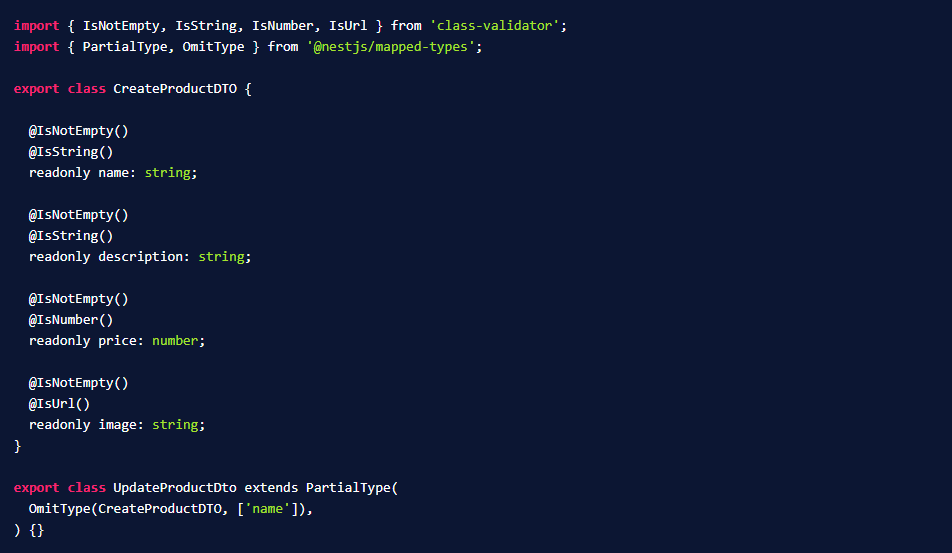 import { IsNotEmpty, IsString, IsNumber, IsUrl } from 'class-validator';
import { PartialType, OmitType } from '@nestjs/mapped-types';
export class CreateProductDTO {
@IsNotEmpty()
@IsString()
readonly name: string;
@IsNotEmpty()
@IsString()
readonly description: string;
@IsNotEmpty()
@IsNumber()
readonly price: number;
@IsNotEmpty()
@IsUrl()
readonly image: string;
}
export class UpdateProductDto extends PartialType(
OmitType(CreateProductDTO, ['name']),
) {}